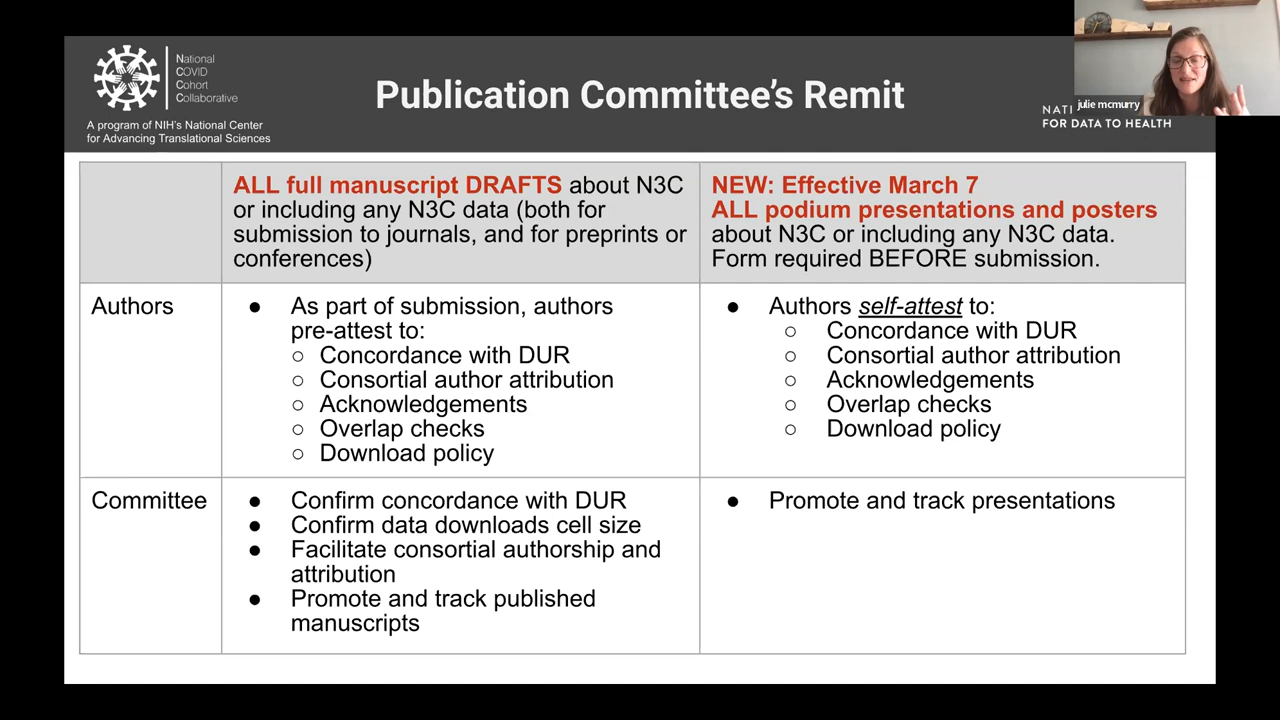 National
COVID
Cohort
Collaborative
A program of NIH's National Center
for Advancing Translational Sciences
Publication Committee's Remit
julie mcmurry
FOR DATA TO HEALTH
ALL full manuscript DRAFTS about N3C
or including any N3C data (both for
submission to journals, and for preprints or
conferences)
NEW: Effective March 7
ALL podium presentations and posters
about N3C or including any N3C data.
Form required BEFORE submission.
Authors
● As part of submission, authors
pre-attest to:
○ Concordance with DUR
○ Consortial author attribution
○ Acknowledgements
○ Overlap checks
○ Download policy
● Authors self-attest to:
○ Concordance with DUR
○ Consortial author attribution
○ Acknowledgements
○ Overlap checks
○ Download policy
Committee
● Confirm concordance with DUR
● Confirm data downloads cell size
● Facilitate consortial authorship and
attribution
● Promote and track published
manuscripts
● Promote and track presentations